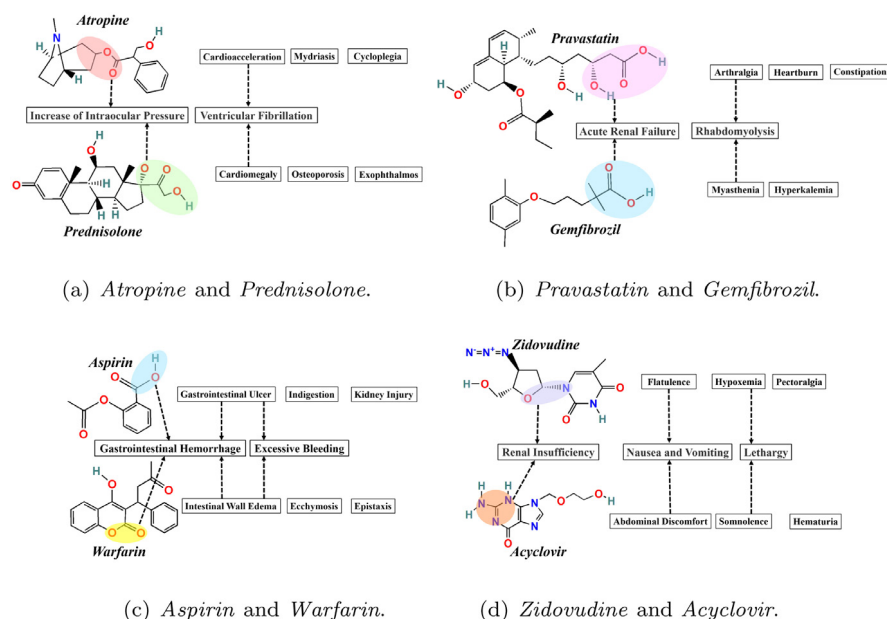 Atropine
Cardioacceleration Mydriasis Cycloplegia
Increase of Intraocular Pressure Ventricular Fibrillation
Cardiomegaly Osteoporosis Exophthalmos
Prednisolone
(a) Atropine and Prednisolone.
Pravastatin
Arthralgia Heartburn Constipation
Acute Renal Failure Rhabdomyolysis
Myasthenia Hyperkalemia
Gemfibrozil
(b) Pravastatin and Gemfibrozil.
Aspirin
Gastrointestinal Ulcer Indigestion Kidney Injury
Gastrointestinal Hemorrhage Excessive Bleeding
Intestinal Wall Edema Ecchymosis Epistaxis
Warfarin
(c) Aspirin and Warfarin.
Zidovudine
Flatulence Hypoxemia Pectoralgia
Renal Insufficiency Nausea and Vomiting Lethargy
Abdominal Discomfort Somnolence Hematuria
Acyclovir
(d) Zidovudine and Acyclovir.